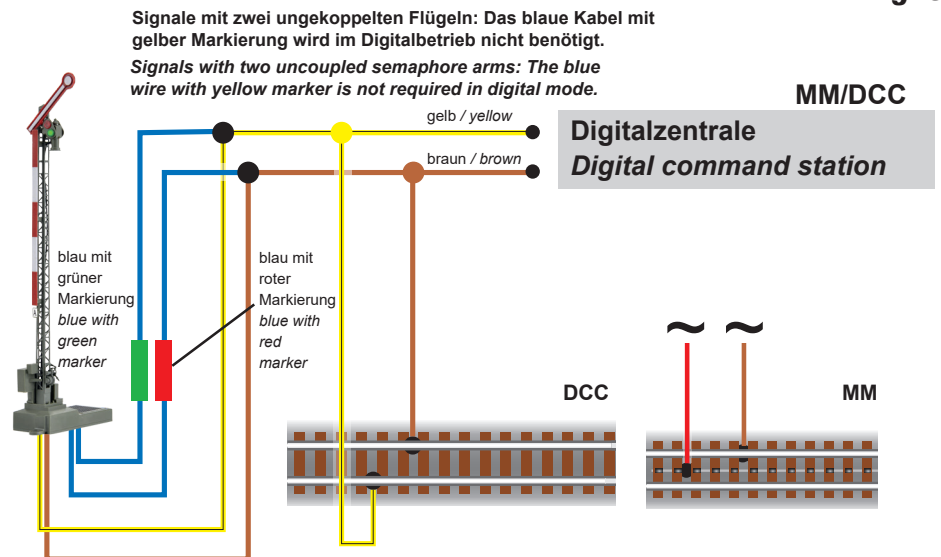 Signale mit zwei ungekoppelten Flügeln: Das blaue Kabel mit
gelber Markierung wird im Digitalbetrieb nicht benötigt.
Signals with two uncoupled semaphore arms: The blue
wire with yellow marker is not required in digital mode.
MM/DCC
gelb / yellow
Digitalzentrale
braun / brown
Digital command station
blau mit
grüner
Markierung
blue with
green
marker
blau mit
roter
Markierung
blue with
red
marker
~ ~
DCC
MM